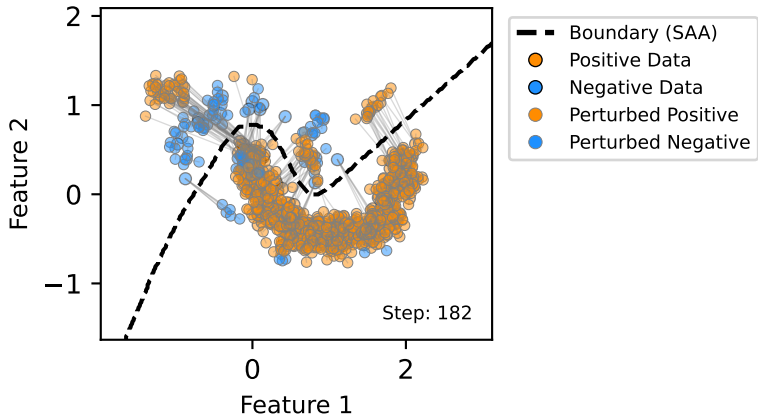 2
1
0
−1
Feature 2
0
2
Feature 1
Step: 182
Boundary (SAA)
Positive Data
Negative Data
Perturbed Positive
Perturbed Negative